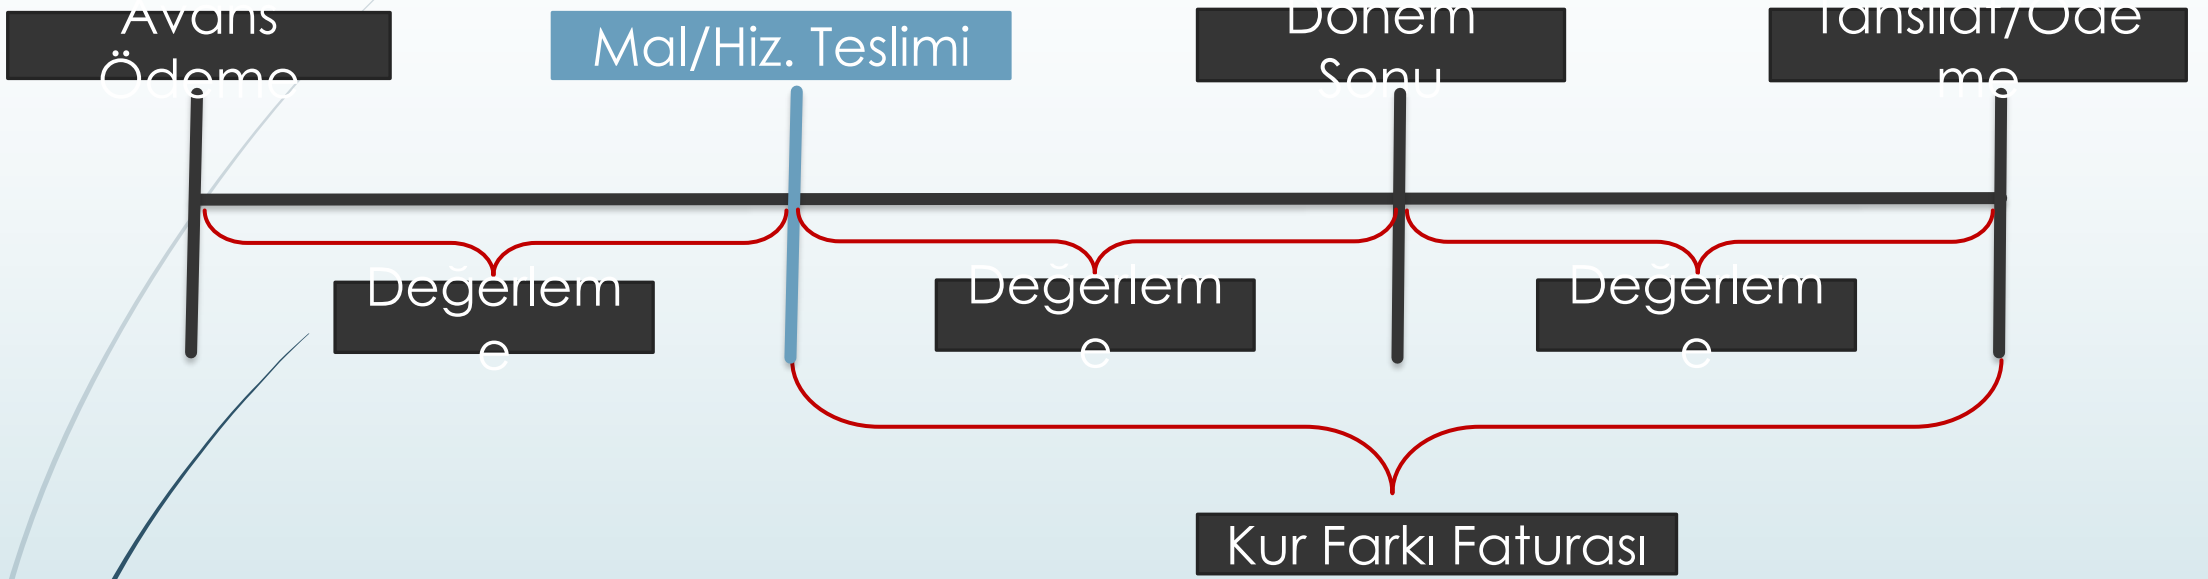 Avans
Ödeme
Mal/Hiz. Teslimi
Dönem
Sonu
Tahsilat/Öde
me
Değerlem
e
Değerlem
e
Değerlem
e
Kur Farkı Faturası